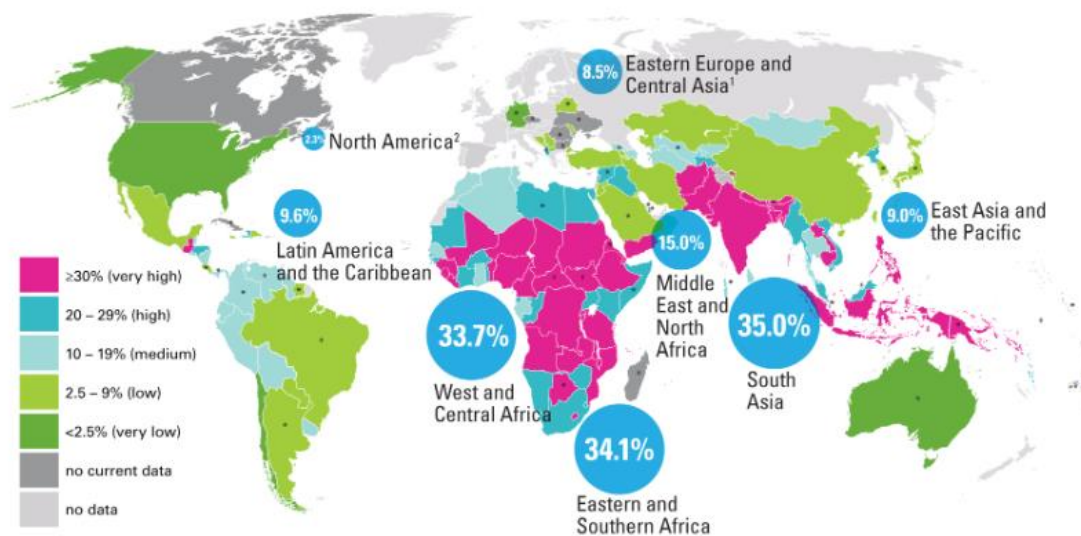 8.5%
Eastern Europe and
Central Asia¹
2.3%
North America²
9.6%
Latin America
and the Caribbean
9.0%
East Asia and
the Pacific
15.0%
Middle
East and
North
Africa
33.7%
West and
Central Africa
35.0%
South
Asia
34.1%
Eastern and
Southern Africa
≥30% (very high)
20 – 29% (high)
10 – 19% (medium)
2.5 – 9% (low)
<2.5% (very low)
no current data
no data